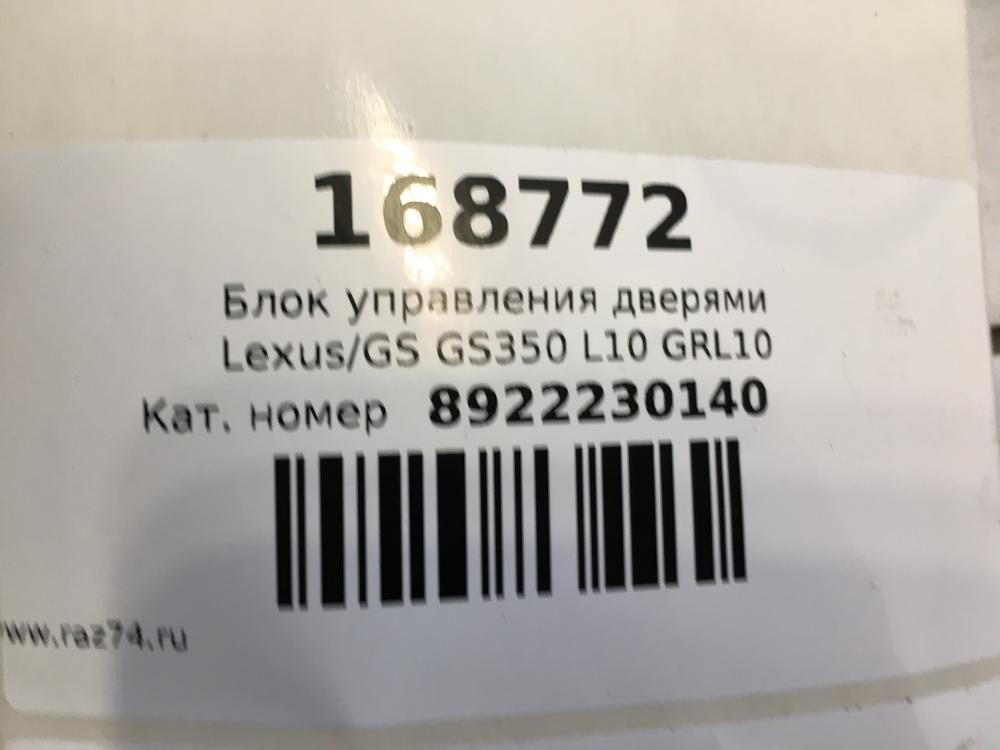 168772
Блок управления дверями
Lexus/GS GS350 L10 GRL10
Кат. номер 8922230140
www.raz74.ru